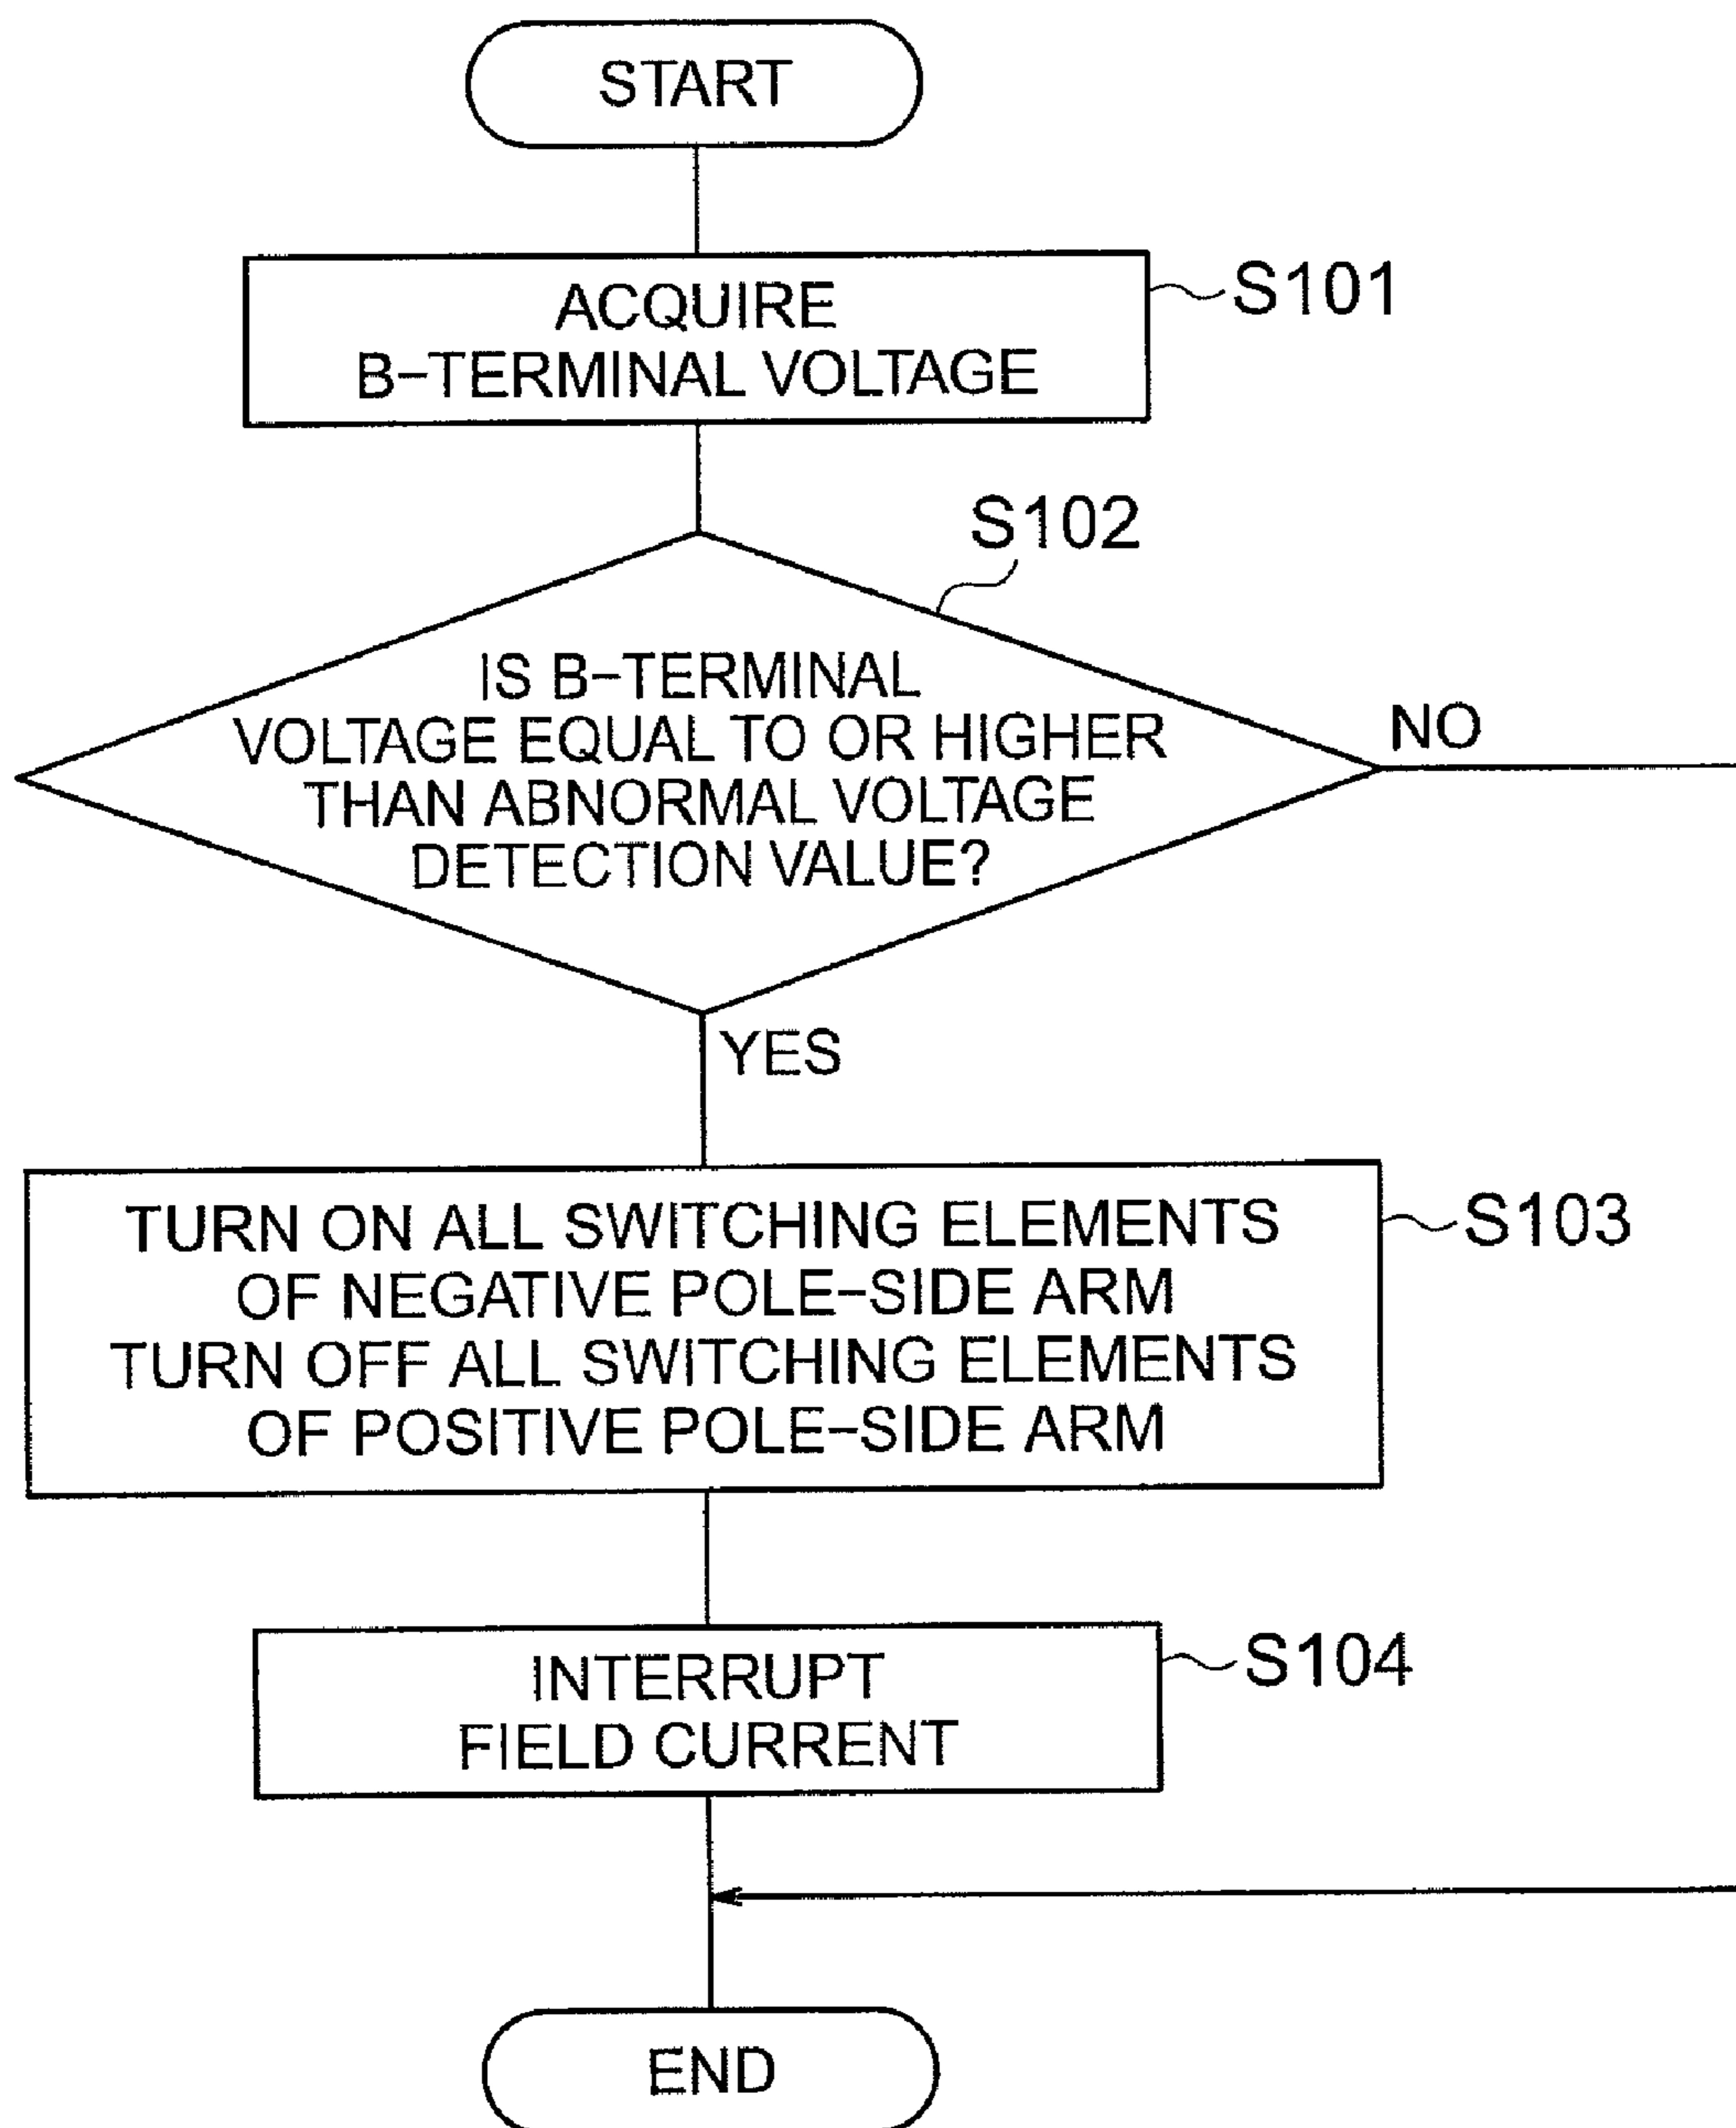 START
ACQUIRE
B-TERMINAL VOLTAGE
S101
S102
IS B-TERMINAL
VOLTAGE EQUAL TO OR HIGHER
THAN ABNORMAL VOLTAGE
DETECTION VALUE?
NO
YES
TURN ON ALL SWITCHING ELEMENTS
OF NEGATIVE POLE-SIDE ARM
TURN OFF ALL SWITCHING ELEMENTS
OF POSITIVE POLE-SIDE ARM
S103
INTERRUPT
FIELD CURRENT
S104
END